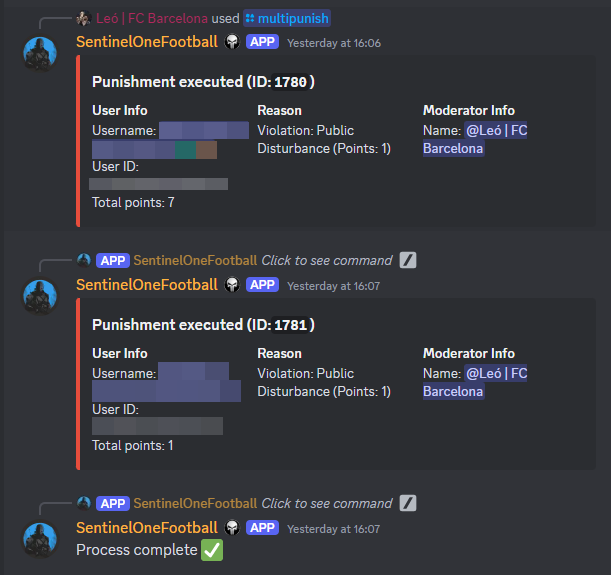 Leó | FC Barcelona used multipunish
SentinelOneFootball APP Yesterday at 16:06
Punishment executed (ID:1780)
User Info Reason Moderator Info
Username: Violation: Public Name: @Leó | FC
Disturbance (Points: 1) Barcelona
User ID:
Total points: 7
APP SentinelOneFootball Click to see command /
SentinelOneFootball APP Yesterday at 16:07
Punishment executed (ID:1781)
User Info Reason Moderator Info
Username: Violation: Public Name: @Leó | FC
Disturbance (Points: 1) Barcelona
User ID:
Total points: 1
APP SentinelOneFootball Click to see command /
SentinelOneFootball APP Yesterday at 16:07
Process complete ✅